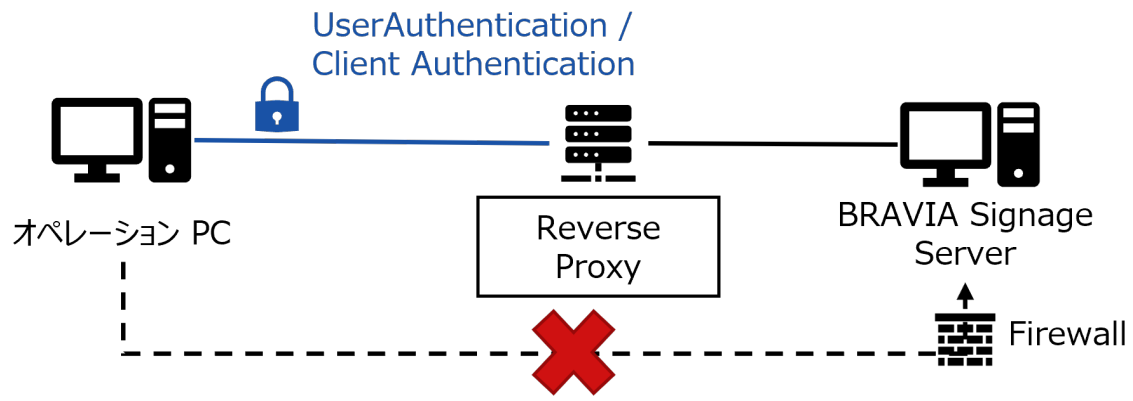 UserAuthentication /
Client Authentication
オペレーション PC
Reverse
Proxy
BRAVIA Signage
Server
Firewall